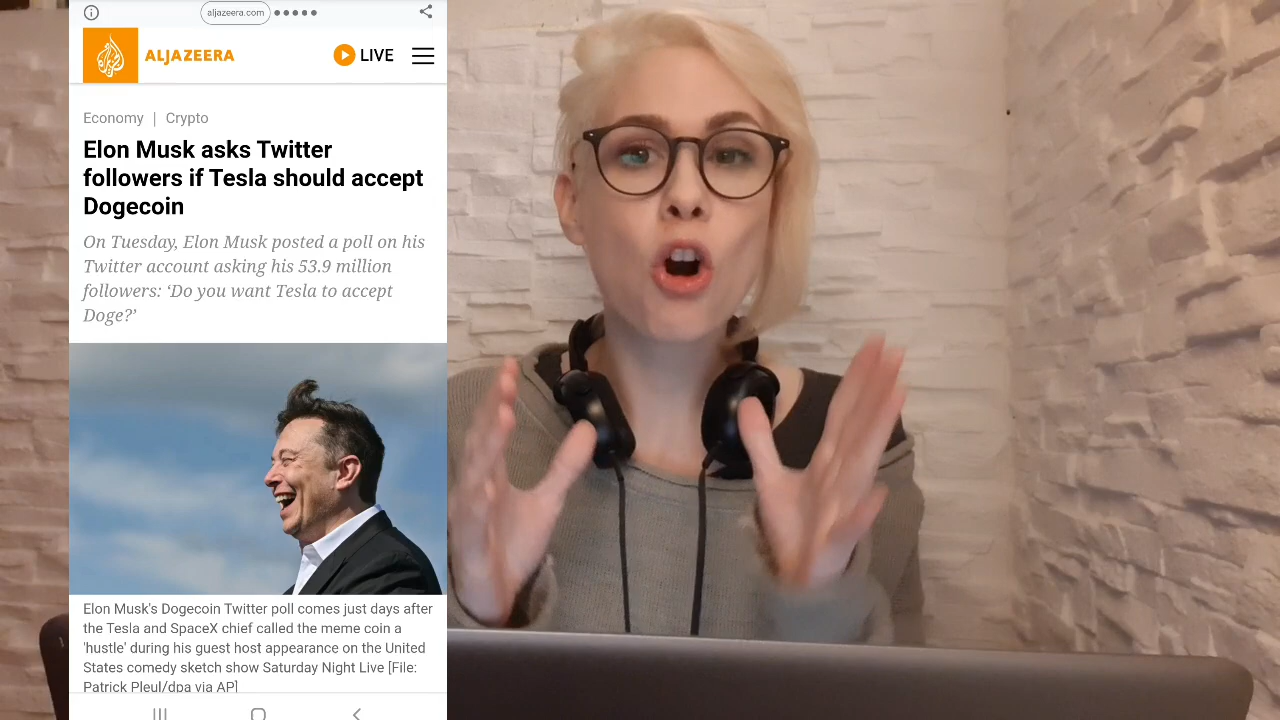 aljazeera.com
ALJAZEERA
LIVE
Economy | Crypto
Elon Musk asks Twitter
followers if Tesla should accept
Dogecoin
On Tuesday, Elon Musk posted a poll on his
Twitter account asking his 53.9 million
followers: ‘Do you want Tesla to accept
Doge?’
Elon Musk's Dogecoin Twitter poll comes just days after
the Tesla and SpaceX chief called the meme coin a
'hustle' during his guest host appearance on the United
States comedy sketch show Saturday Night Live [File:
Patrick Pleul/dpa via AP]